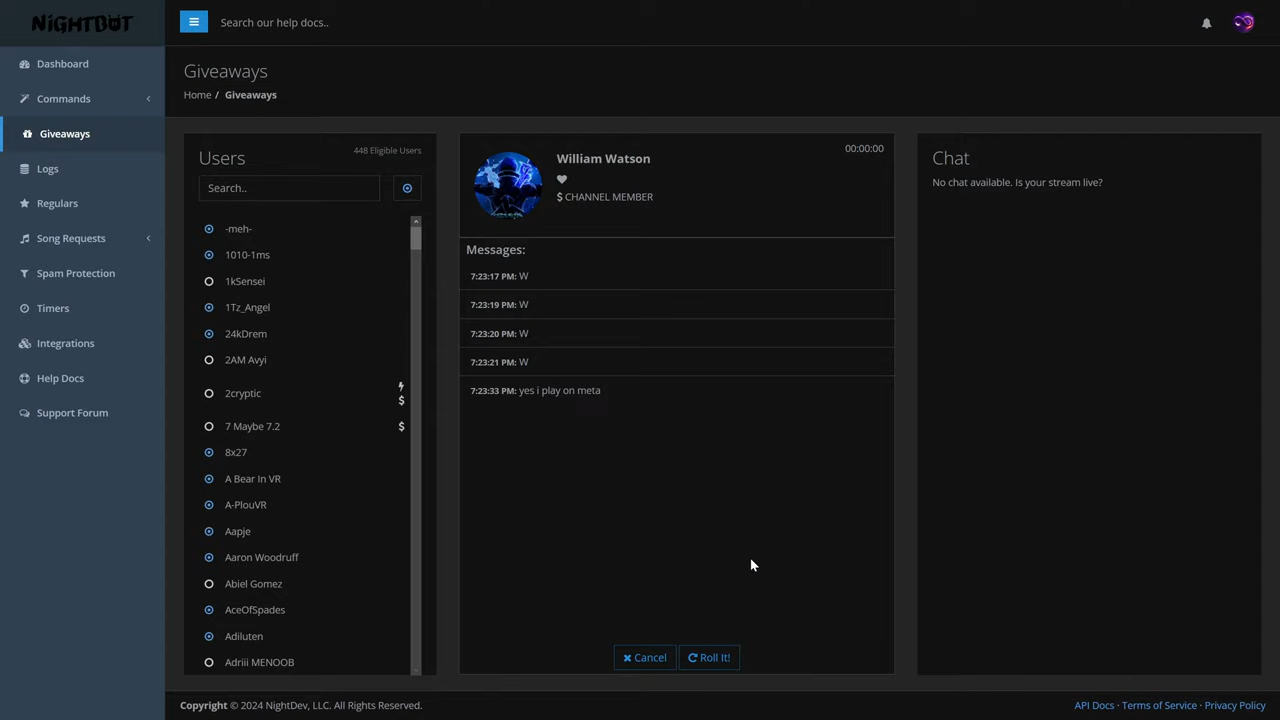 NiGHTBOT
Search our help docs..
Dashboard
Commands
Giveaways
Logs
Regulars
Song Requests
Spam Protection
Timers
Integrations
Help Docs
Support Forum
Giveaways
Home / Giveaways
Users
448 Eligible Users
Search..
-meh-
1010-1ms
1kSensei
1Tz_Angel
24kDrem
2AM Avyi
2cryptic
$
7 Maybe 7.2 $
8x27
A Bear In VR
A-PlouVR
Aapje
Aaron Woodruff
Abiel Gomez
AceOfSpades
Adiluten
Adriii MENOOB
William Watson
00:00:00
$ CHANNEL MEMBER
Messages:
7:23:17 PM: W
7:23:19 PM: W
7:23:20 PM: W
7:23:21 PM: W
7:23:33 PM: yes i play on meta
Cancel
Roll It!
Chat
No chat available. Is your stream live?
Copyright © 2024 NightDev, LLC. All Rights Reserved.
API Docs · Terms of Service · Privacy Policy